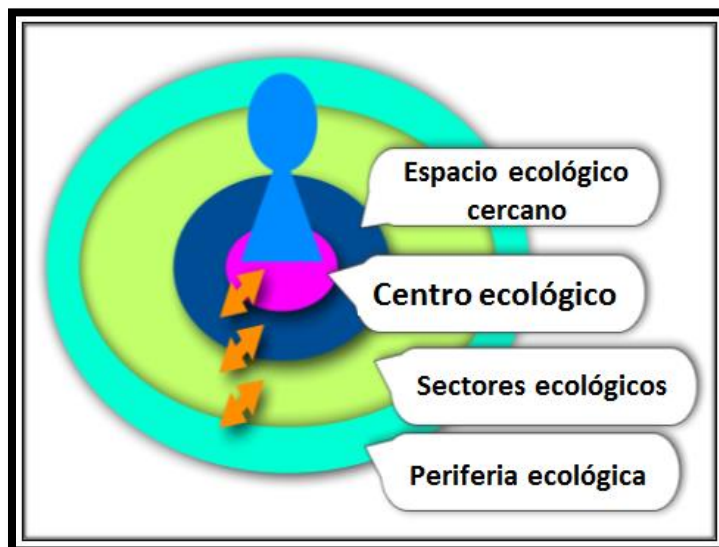 Espacio ecológico
cercano
Centro ecológico
Sectores ecológicos
Periferia ecológica